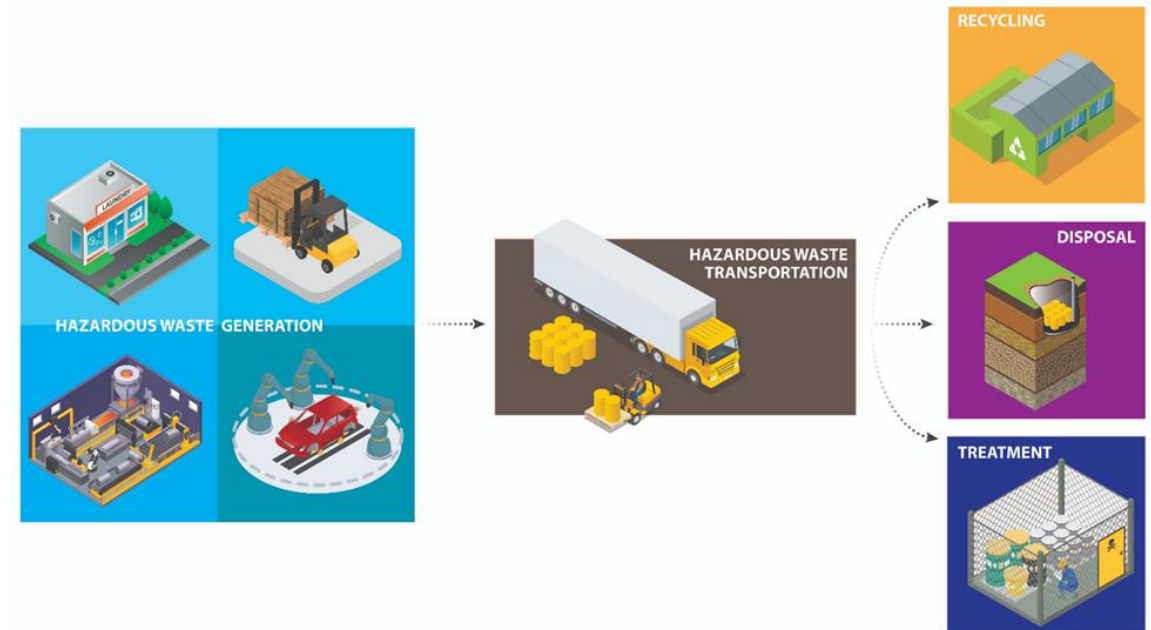 RECYCLING
LAUNDRY
DISPOSAL
HAZARDOUS WASTE
TRANSPORTATION
HAZARDOUS WASTE GENERATION
TREATMENT